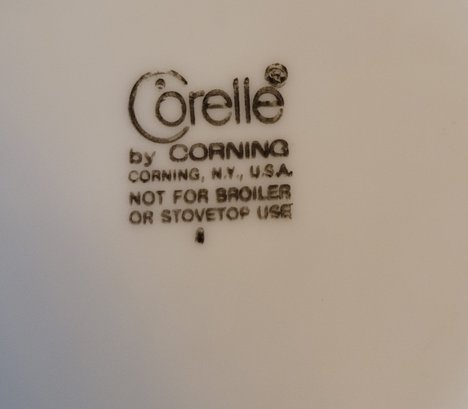 Corelle®
by CORNING
CORNING, N.Y., U.S.A.
NOT FOR BROILER
OR STOVETOP USE